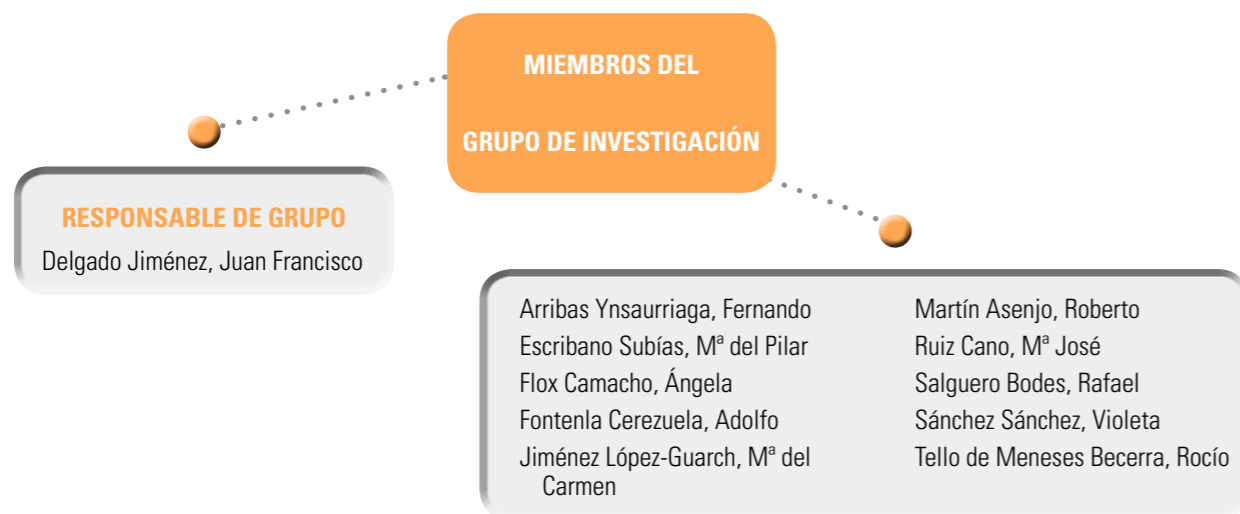 MIEMBROS DEL
GRUPO DE INVESTIGACIÓN
RESPONSABLE DE GRUPO
Delgado Jiménez, Juan Francisco
Arribas Ynsaurriaga, Fernando
Escribano Subías, Mª del Pilar
Flox Camacho, Ángela
Fontenla Cerezuela, Adolfo
Jiménez López-Guarch, Mª del
Carmen
Martín Asenjo, Roberto
Ruiz Cano, Mª José
Salguero Bodes, Rafael
Sánchez Sánchez, Violeta
Tello de Meneses Becerra, Rocío